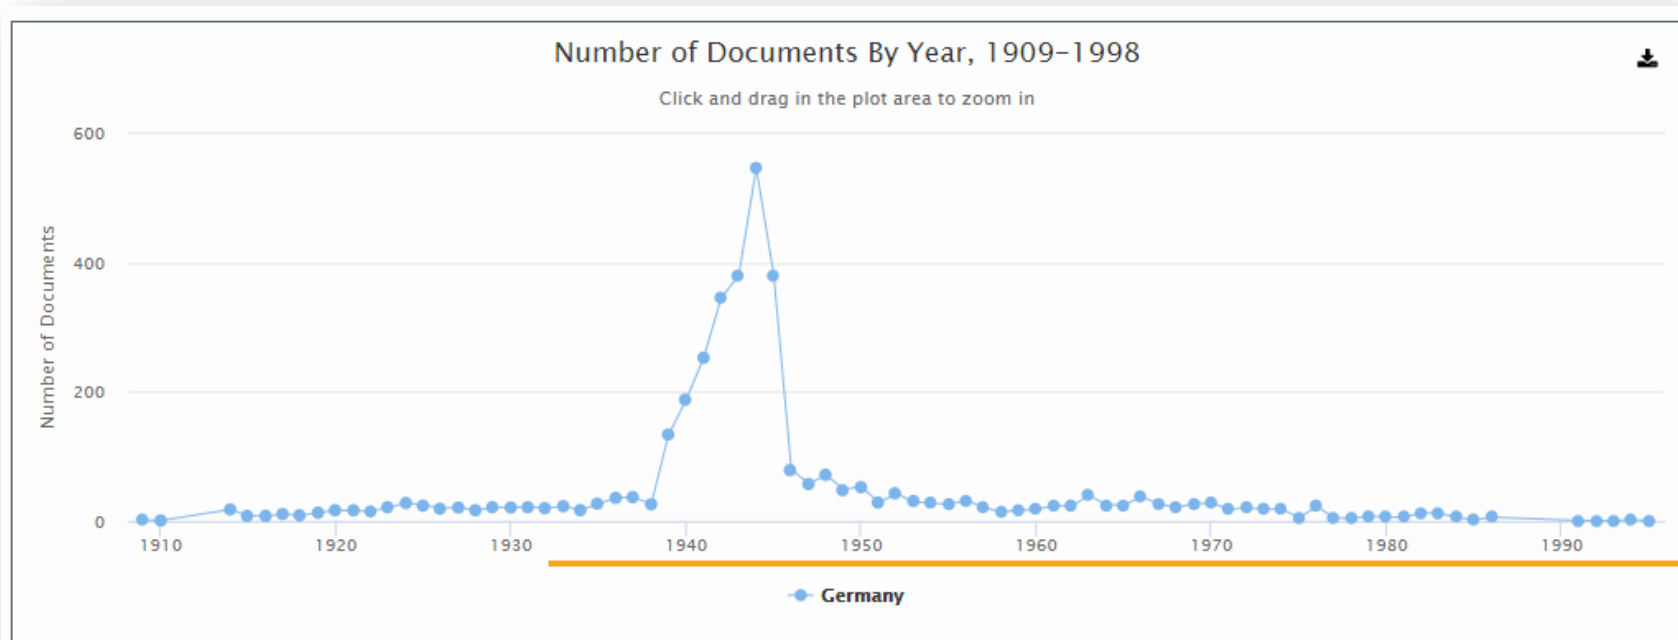 Number of Documents By Year, 1909–1998
Click and drag in the plot area to zoom in
Number of Documents
600
400
200
0
1910 1920 1930 1940 1950 1960 1970 1980 1990
Germany